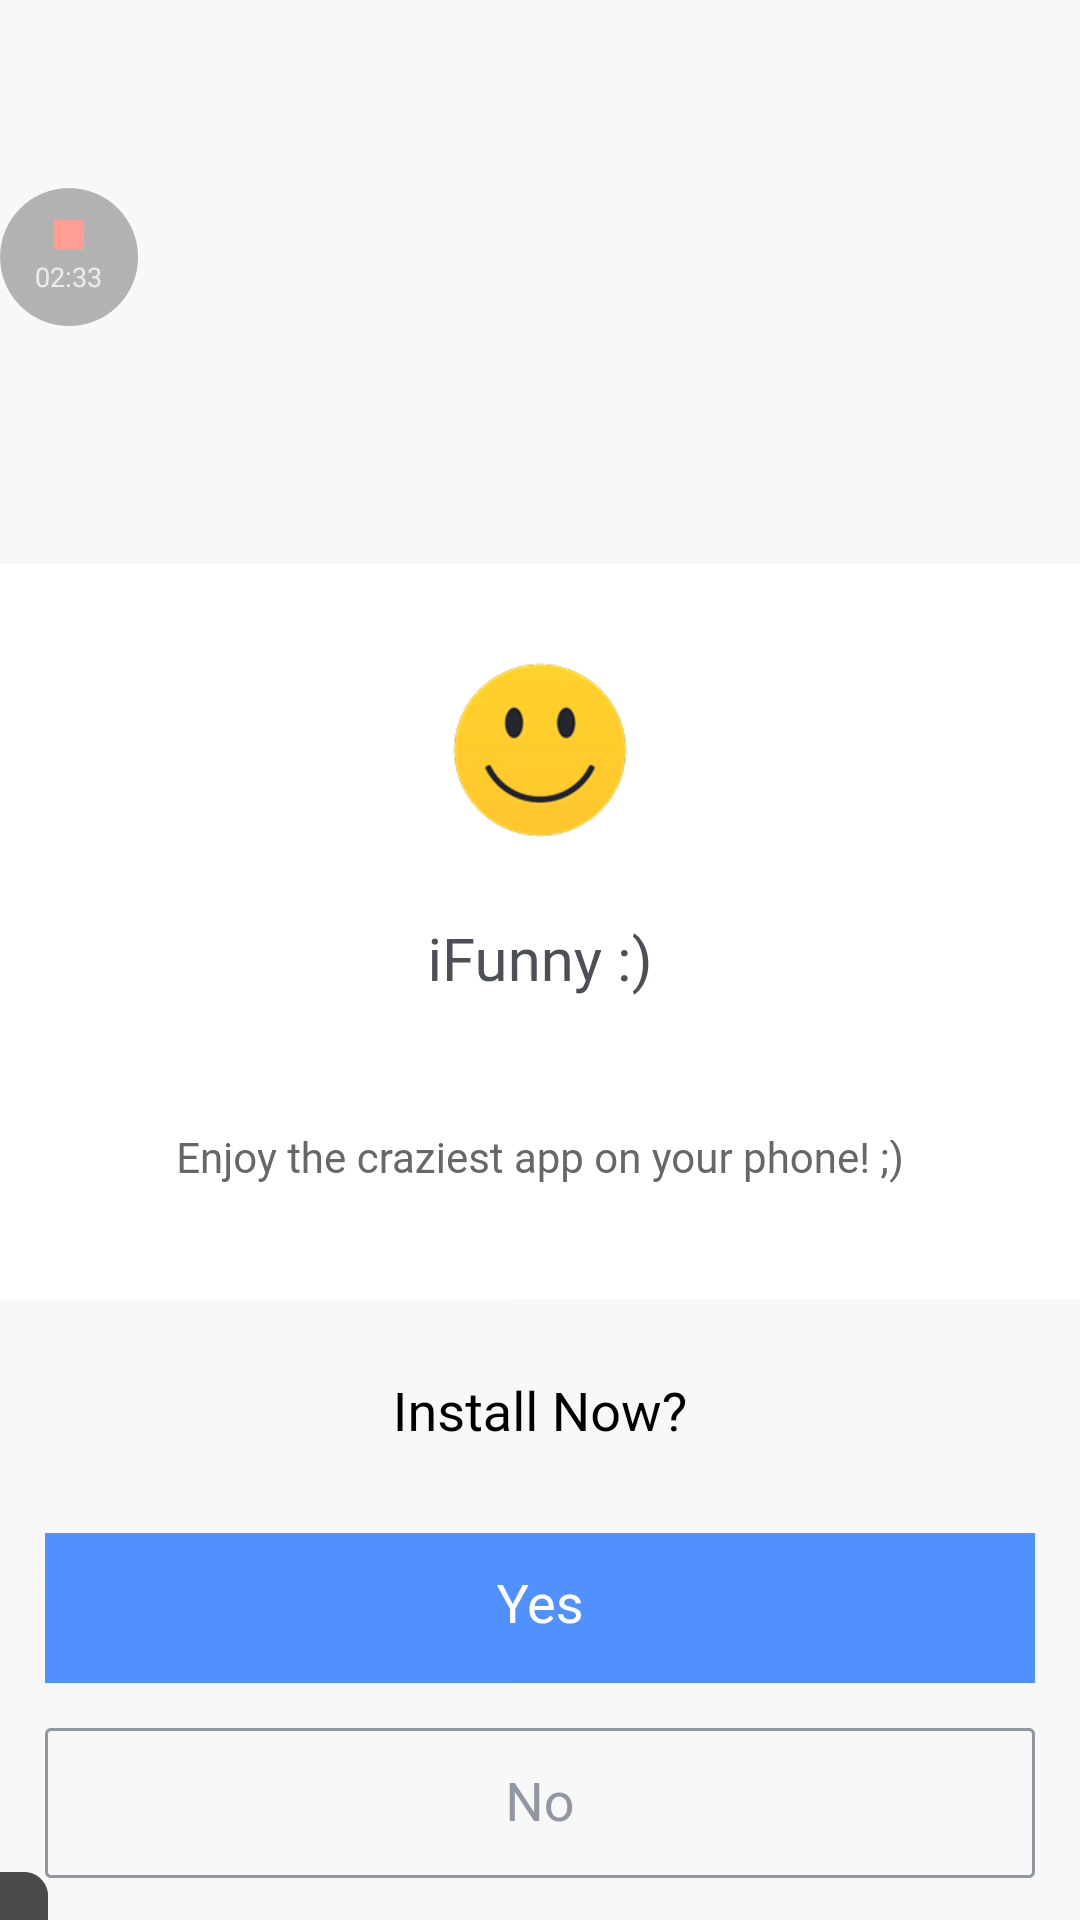 02:33
iFunny :)
Enjoy the craziest app on your phone! ;)
Install Now?
Yes
No